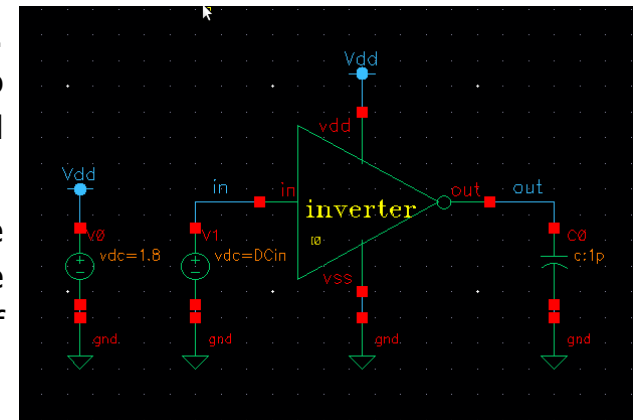 Vdd
vdd
Vdd
in
in
inverter
out
out
V0
vdc=1.8
V1
vdc=DCin
I0
vss
C0
c:1p
gnd
gnd
gnd
gnd